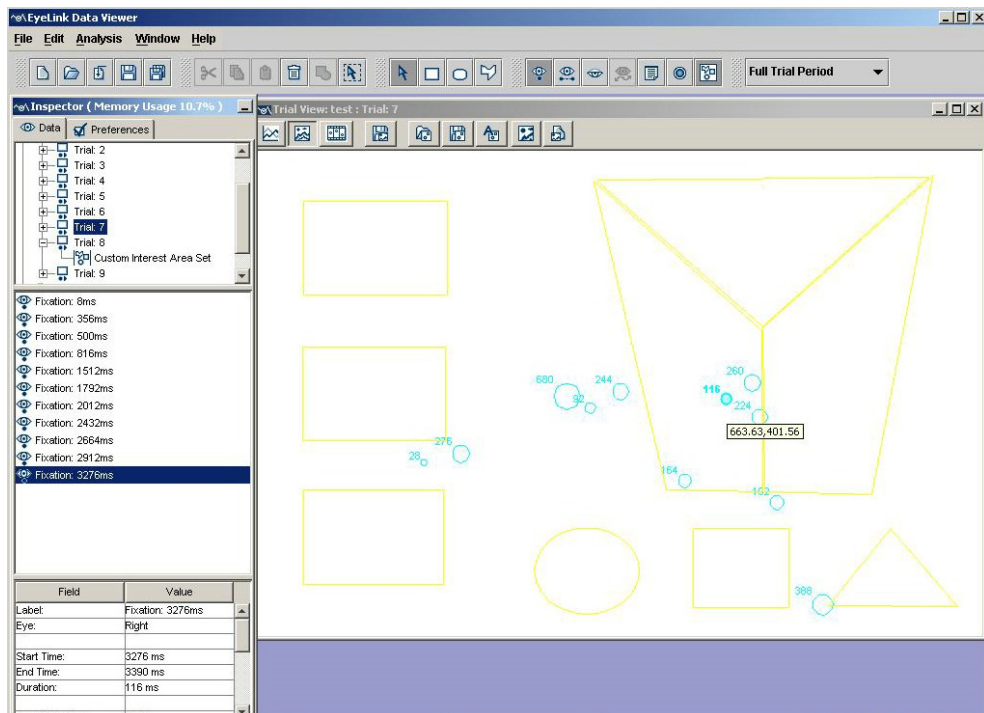 EyeLink Data Viewer
File Edit Analysis Window Help
Full Trial Period
Inspector ( Memory Usage 10.7% )
Data Preferences
Trial: 2
Trial: 3
Trial: 4
Trial: 5
Trial: 6
Trial: 7
Trial: 8
Custom Interest Area Set
Trial: 9
Fixation: 8ms
Fixation: 356ms
Fixation: 500ms
Fixation: 816ms
Fixation: 1512ms
Fixation: 1792ms
Fixation: 2012ms
Fixation: 2432ms
Fixation: 2664ms
Fixation: 2912ms
Fixation: 3276ms
Field Value
Label: Fixation: 3276ms
Eye: Right
Start Time: 3276 ms
End Time: 3390 ms
Duration: 116 ms
Trial View: test : Trial: 7
260
680 244
116
92
224
663.63,401.56
276
28
164
388